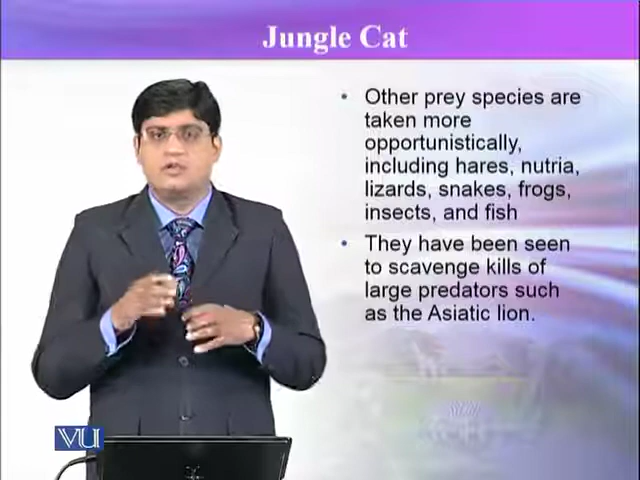 Jungle Cat
• Other prey species are
taken more
opportunistically,
including hares, nutria,
lizards, snakes, frogs,
insects, and fish
• They have been seen
to scavenge kills of
large predators such
as the Asiatic lion.
VU